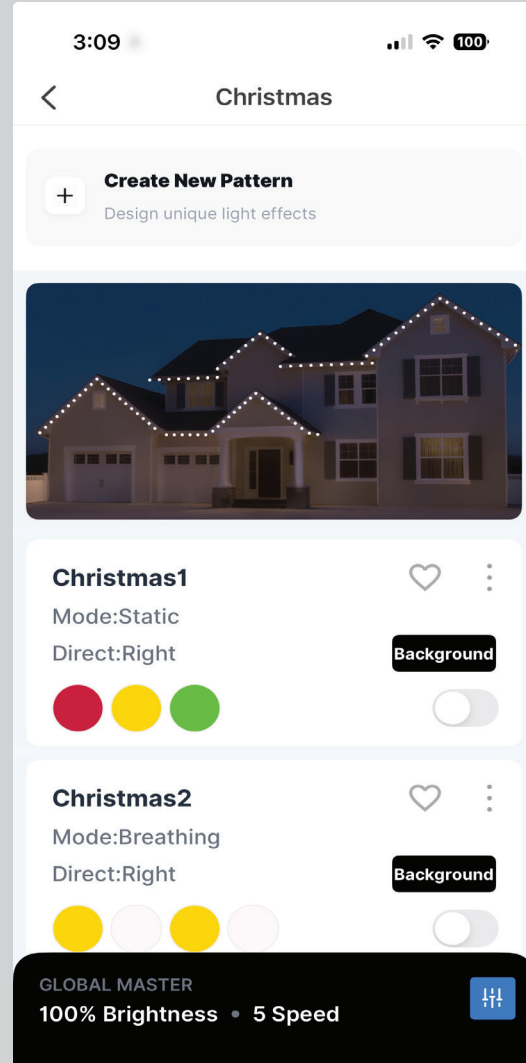 3:09
100
Christmas
+
Create New Pattern
Design unique light effects
Christmas1
Mode:Static
Direct:Right
Background
Christmas2
Mode:Breathing
Direct:Right
Background
GLOBAL MASTER
100% Brightness • 5 Speed